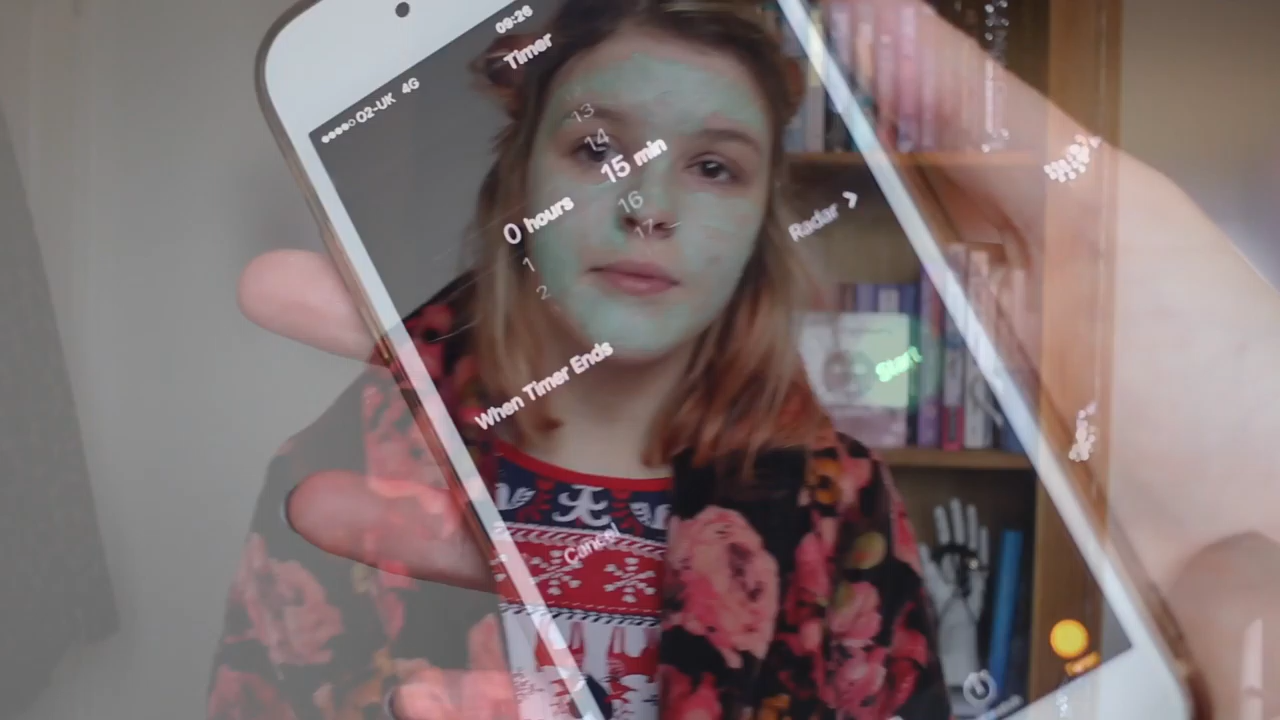 ●●●●○ O2-UK 4G
09:26
Timer
13
14
15 min
0 hours
16
1
17
2
When Timer Ends
Radar >
Cancel
Start